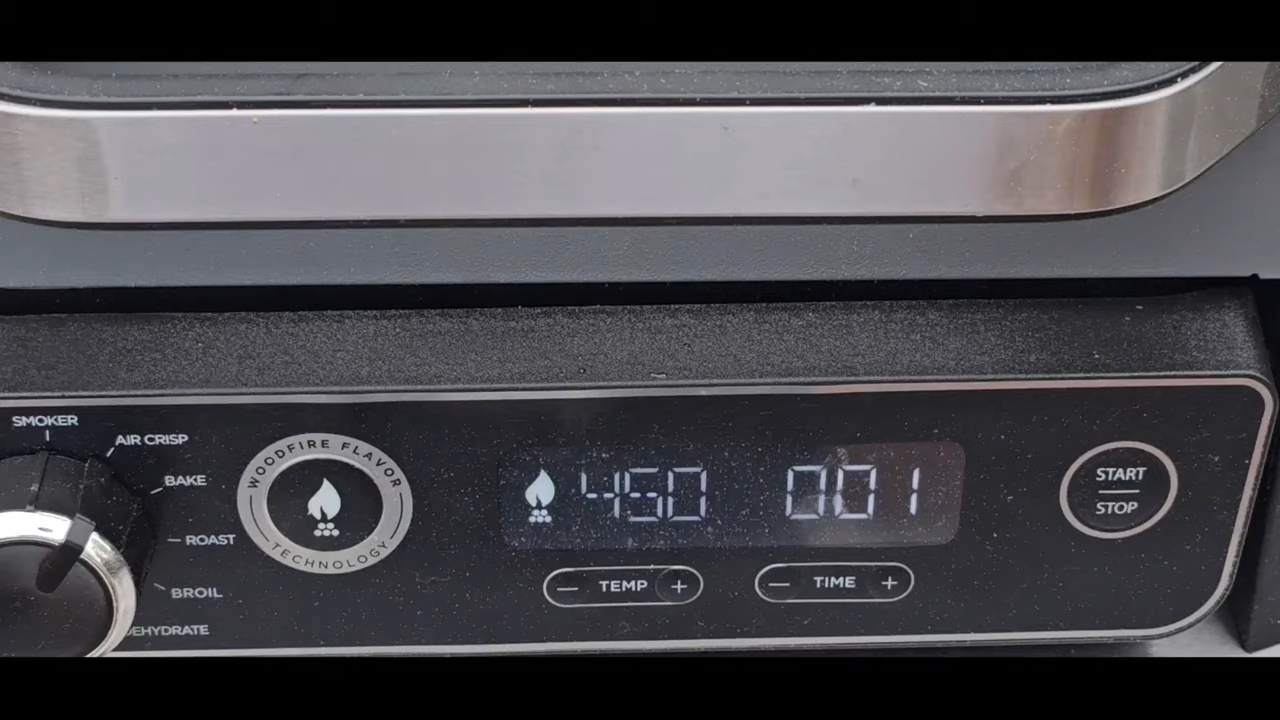 SMOKER
AIR CRISP
BAKE
ROAST
BROIL
DEHYDRATE
WOODFIRE FLAVOR
TECHNOLOGY
450
001
– TEMP +
– TIME +
START
STOP